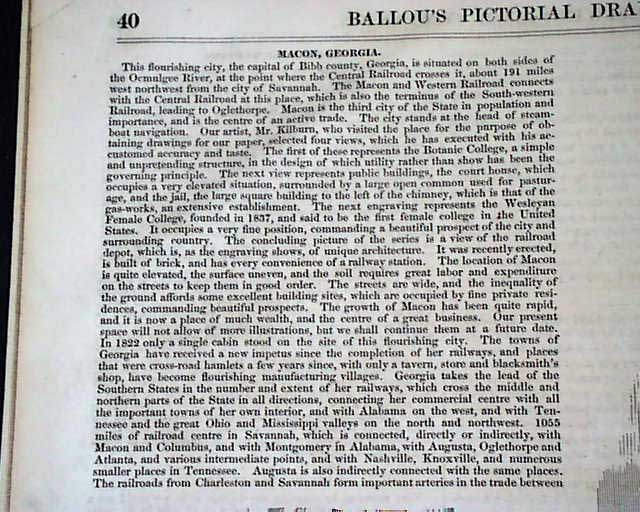 40
BALLOU'S PICTORIAL DRA
MACON, GEORGIA.
This flourishing city, the capital of Bibb county, Georgia, is situated on both sides of
the Ocmulgee River, at the point where the Central Railroad crosses it, about 191 miles
west northwest from the city of Savannah. The Macon and Western Railroad connects
with the Central Railroad at this place, which is also the terminus of the South-western
Railroad, leading to Oglethorpe. Macon is the third city of the State in population and
importance, and is the centre of an active trade. The city stands at the head of steam-
boat navigation. Our artist, Mr. Kilburn, who visited the place for the purpose of ob-
taining drawings for our paper, selected four views, which he has executed with his ac-
customed accuracy and taste. The first of these represents the Botanic College, a simple
and unpretending structure, in the design of which utility rather than show has been the
governing principle. The next view represents public buildings, the court house, which
occupies a very elevated situation, surrounded by a large open common used for pastur-
age, and the jail, the large square building to the left of the chimney, which is that of the
gas-works, an extensive establishment. The next engraving represents the Wesleyan
Female College, founded in 1837, and said to be the first female college in the United
States. It occupies a very fine position, commanding a beautiful prospect of the city and
surrounding country. The concluding picture of the series is a view of the railroad
depot, which is, as the engraving shows, of unique architecture. It was recently erected,
is built of brick, and has every convenience of a railway station. The location of Macon
is quite elevated, the surface uneven, and the soil requires great labor and expenditure
on the streets to keep them in good order. The streets are wide, and the inequality of
the ground affords some excellent building sites, which are occupied by fine private resi-
dences, commanding beautiful prospects. The growth of Macon has been quite rapid,
and it is now a place of much wealth, and the centre of a great business. Our present
space will not allow of more illustrations, but we shall continue them at a future date.
In 1822 only a single cabin stood on the site of this flourishing city. The towns of
Georgia have received a new impetus since the completion of her railways, and places
that were cross-road hamlets a few years since, with only a tavern, store and blacksmith's
shop, have become flourishing manufacturing villages. Georgia takes the lead of the
Southern States in the number and extent of her railways, which cross the middle and
northern parts of the State in all directions, connecting her commercial centre with all
the important towns of her own interior, and with Alabama on the west, and with Ten-
nessee and the great Ohio and Mississippi valleys on the north and northwest. 1055
miles of railroad centre in Savannah, which is connected, directly or indirectly, with
Macon and Columbus, and with Montgomery in Alabama, with Augusta, Oglethorpe and
Atlanta, and various intermediate points, and with Nashville, Knoxville, and numerous
smaller places in Tennessee. Augusta is also indirectly connected with the same places.
The railroads from Charleston and Savannah form important arteries in the trade between